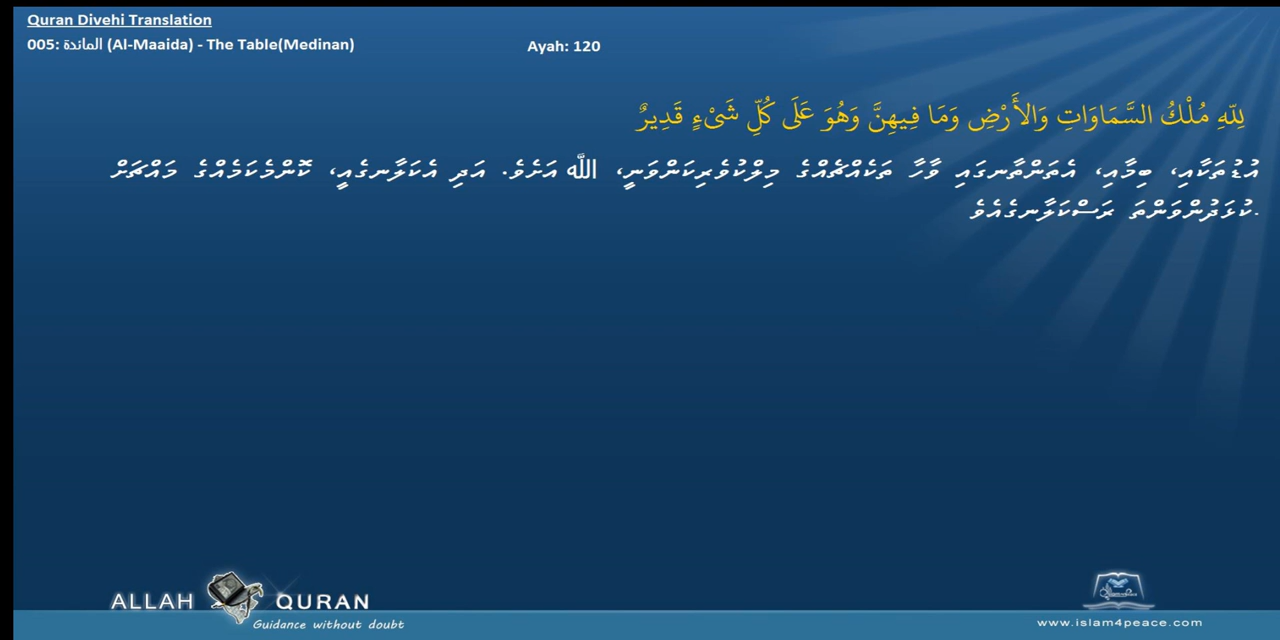 Quran Divehi Translation
005: المائدة (Al-Maaida) - The Table(Medinan) Ayah: 120
لِلّهِ مُلْكُ السَّمَاوَاتِ وَالأَرْضِ وَمَا فِيهِنَّ وَهُوَ عَلَى كُلِّ شَيْءٍ قَدِيرٌ
އުޑުތަކާއި، ބިމާއި، އެތަންތާނގައި ވާހާ ތަކެއްޗެއްގެ މިލްކުވެރިކަންވަނީ، ﷲ އަށެވެ. އަދި އެކަލާނގެއީ، ކޮންމެކަމެއްގެ މައްޗަށް
ކުޅަދުންވަންތަ ރަސްކަލާނގެއެވެ.
ALLAH QURAN
Guidance without doubt
www.islam4peace.com